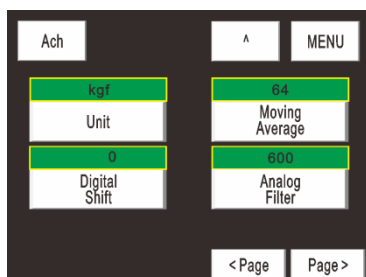 Ach
^
MENU
kgf
64
Unit
Moving
Average
0
600
Digital
Shift
Analog
Filter
< Page
Page >